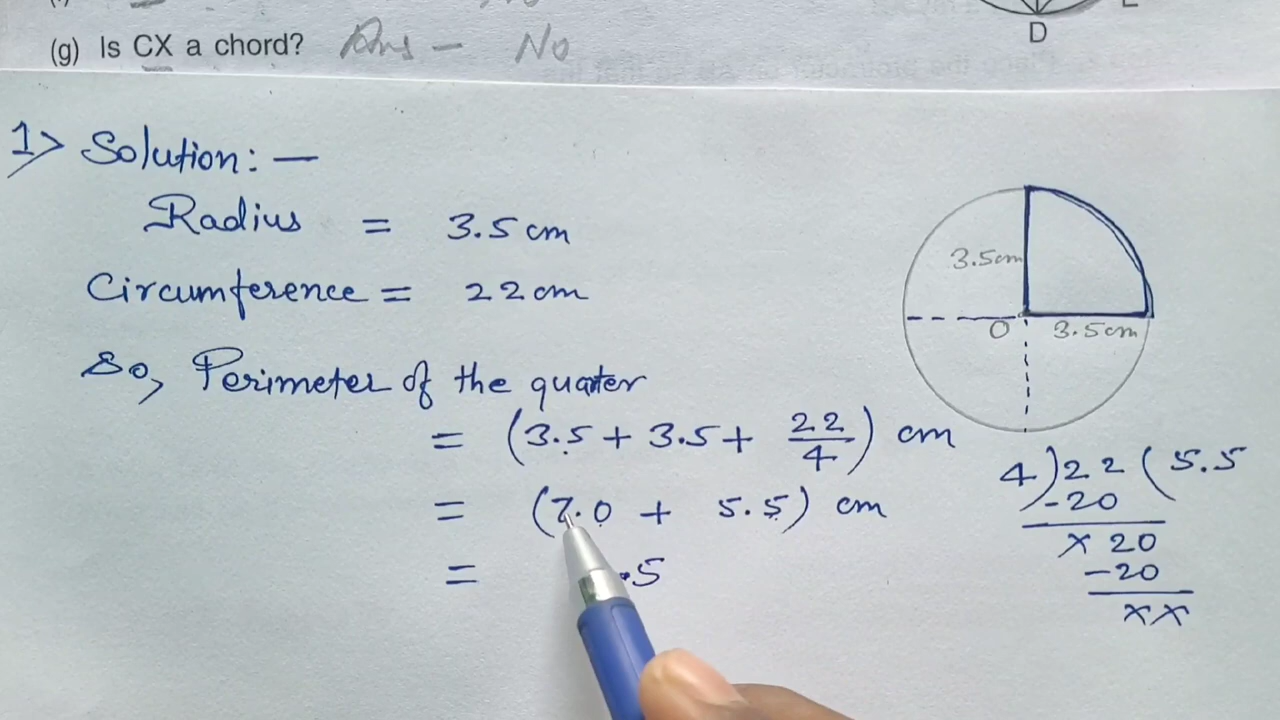 (g) Is CX a chord? Ans - No
D
1> Solution: —
Radius = 3.5 cm
Circumference = 22 cm
So, Perimeter of the quarter
= (3.5 + 3.5 + 22/4) cm
= (7.0 + 5.5) cm
= .5
3.5cm
O 3.5cm
4)22(5.5
-20
x 20
-20
x x